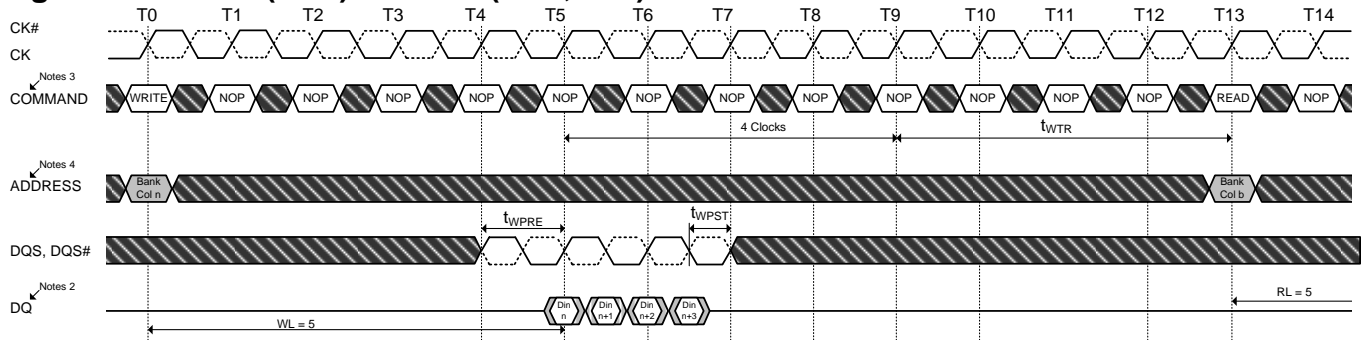 T0 T1 T2 T3 T4 T5 T6 T7 T8 T9 T10 T11 T12 T13 T14
CK#
CK
Notes 3
COMMAND
WRITE NOP NOP NOP NOP NOP NOP NOP NOP NOP NOP NOP NOP READ NOP
4 Clocks tWTR
Notes 4
ADDRESS
Bank Col n
Bank Col b
tWPRE tWPST
DQS, DQS#
Notes 2
DQ
Din n
Din n+1
Din n+2
Din n+3
RL = 5
WL = 5